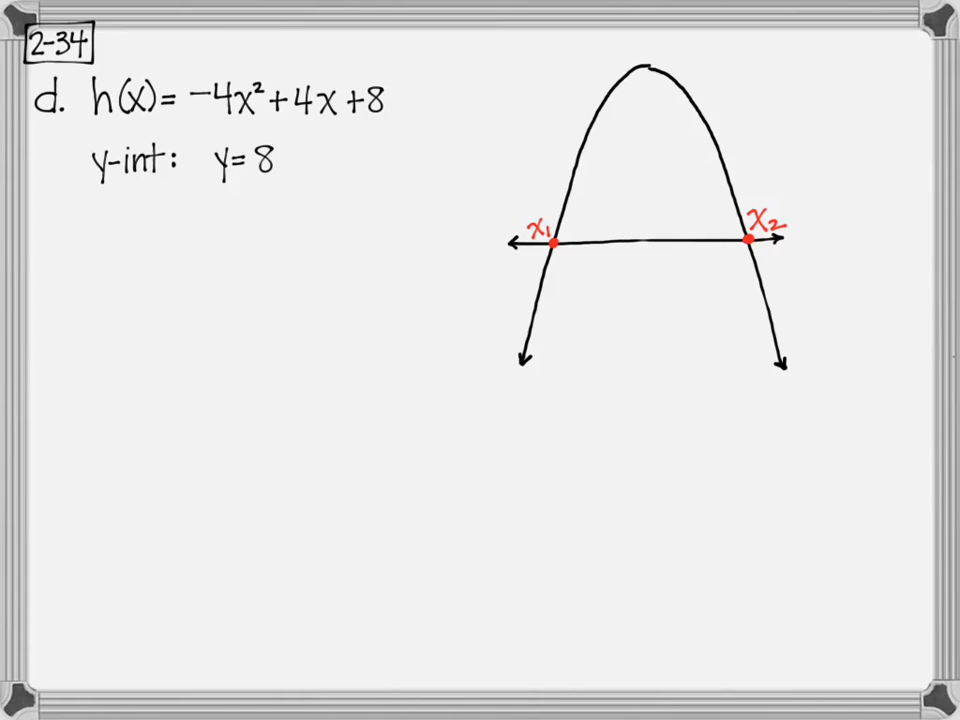 2-34
d. h(x)= -4x²+4x+8
y-int: y=8
x₁
x₂